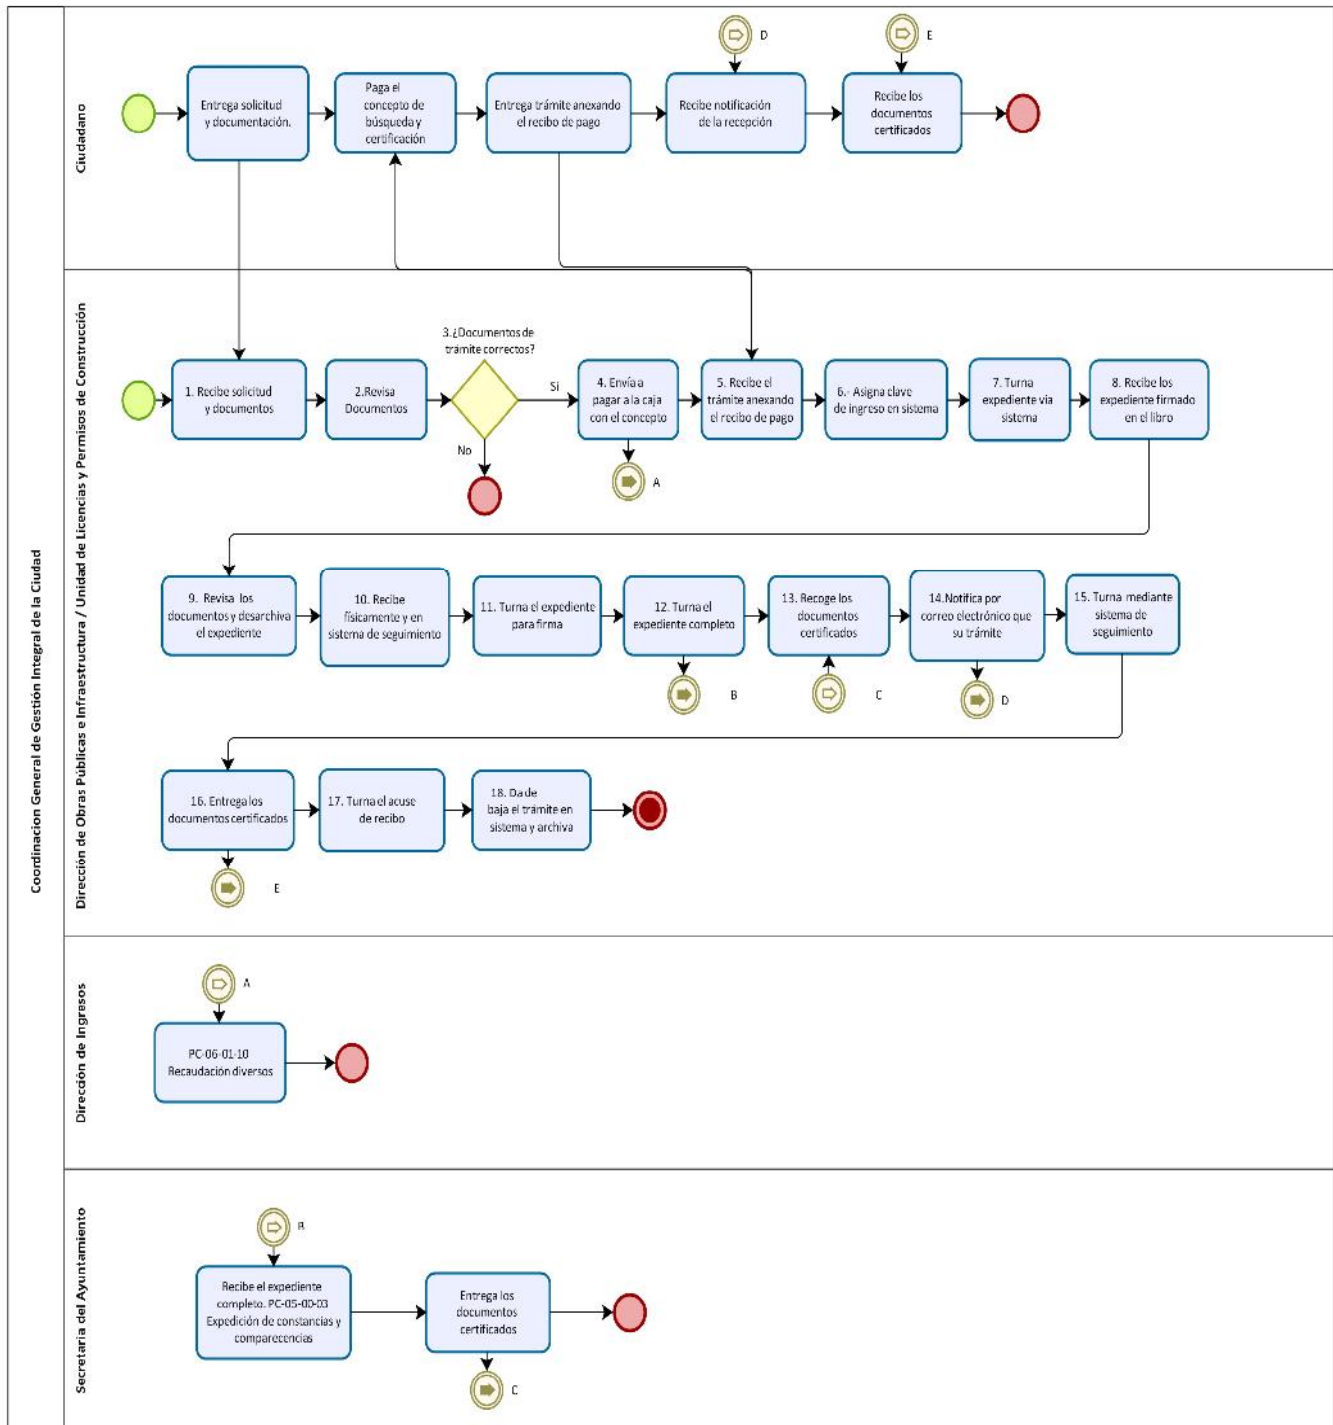 Coordinacion General de Gestión Integral de la Ciudad
Ciudadano
D
E
Entrega solicitud
y documentación.
Paga el
concepto de
búsqueda y
certificación
Entrega trámite anexando
el recibo de pago
Recibe notificación
de la recepción
Recibe los
documentos
certificados
Dirección de Obras Públicas e Infraestructura / Unidad de Licencias y Permisos de Construcción
1. Recibe solicitud
y documentos
2.Revisa
Documentos
3.¿Documentos de
trámite correctos?
Si
No
4. Envía a
pagar a la caja
con el concepto
A
5. Recibe el
trámite anexando
el recibo de pago
6.- Asigna clave
de ingreso en sistema
7. Turna
expediente via
sistema
8. Recibe los
expediente firmado
en el libro
9. Revisa los
documentos y desarchiva
el expediente
10. Recibe
físicamente y en
sistema de seguimiento
11. Turna el expediente
para firma
12. Turna el
expediente completo
B
13. Recoge los
documentos
certificados
C
14.Notifica por
correo electrónico que
su trámite
D
15. Turna mediante
sistema de
seguimiento
16. Entrega los
documentos certificados
E
17. Turna el acuse
de recibo
18. Da de
baja el trámite en
sistema y archiva
Dirección de Ingresos
A
PC-06-01-10
Recaudación diversos
Secretaria del Ayuntamiento
B
Recibe el expediente
completo. PC-05-00-03
Expedición de constancias y
comparecencias
Entrega los
documentos
certificados
C